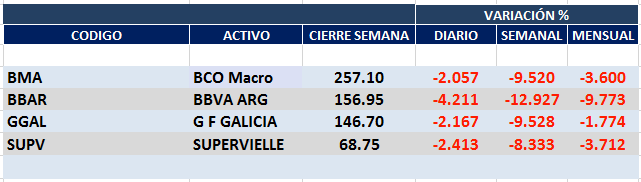 VARIACIÓN %
CODIGO ACTIVO CIERRE SEMANA DIARIO SEMANAL MENSUAL
BMA BCO Macro 257.10 -2.057 -9.520 -3.600
BBAR BBVA ARG 156.95 -4.211 -12.927 -9.773
GGAL G F GALICIA 146.70 -2.167 -9.528 -1.774
SUPV SUPERVIELLE 68.75 -2.413 -8.333 -3.712